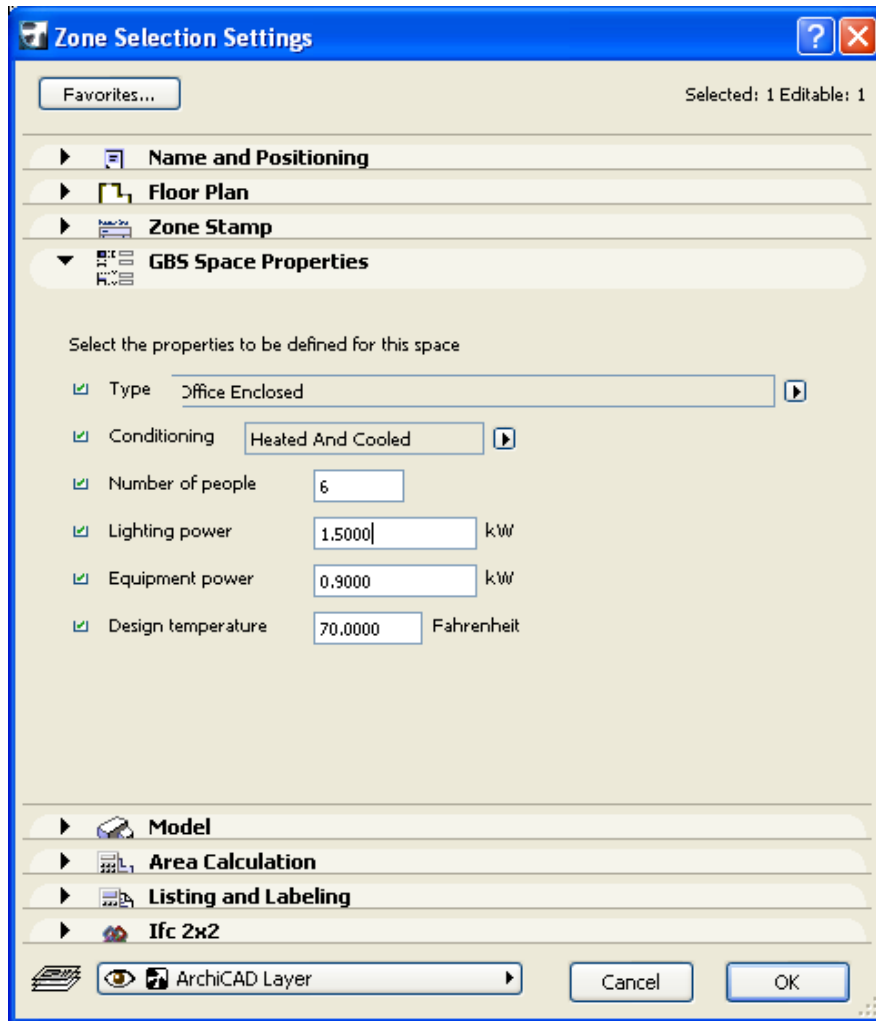 Zone Selection Settings
Favorites...
Selected: 1 Editable: 1
Name and Positioning
Floor Plan
Zone Stamp
GBS Space Properties
Select the properties to be defined for this space
Type Office Enclosed
Conditioning Heated And Cooled
Number of people 6
Lighting power 1.5000 kW
Equipment power 0.9000 kW
Design temperature 70.0000 Fahrenheit
Model
Area Calculation
Listing and Labeling
Ifc 2x2
ArchiCAD Layer Cancel OK